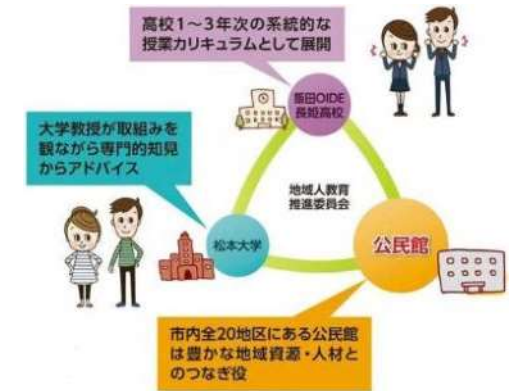 高校1～3年次の系統的な
授業カリキュラムとして展開
飯田OIDE
長姫高校
大学教授が取組みを
観ながら専門的知見
からアドバイス
地域人教育
推進委員会
松本大学
公民館
市内全20地区にある公民館
は豊かな地域資源・人材と
のつなぎ役